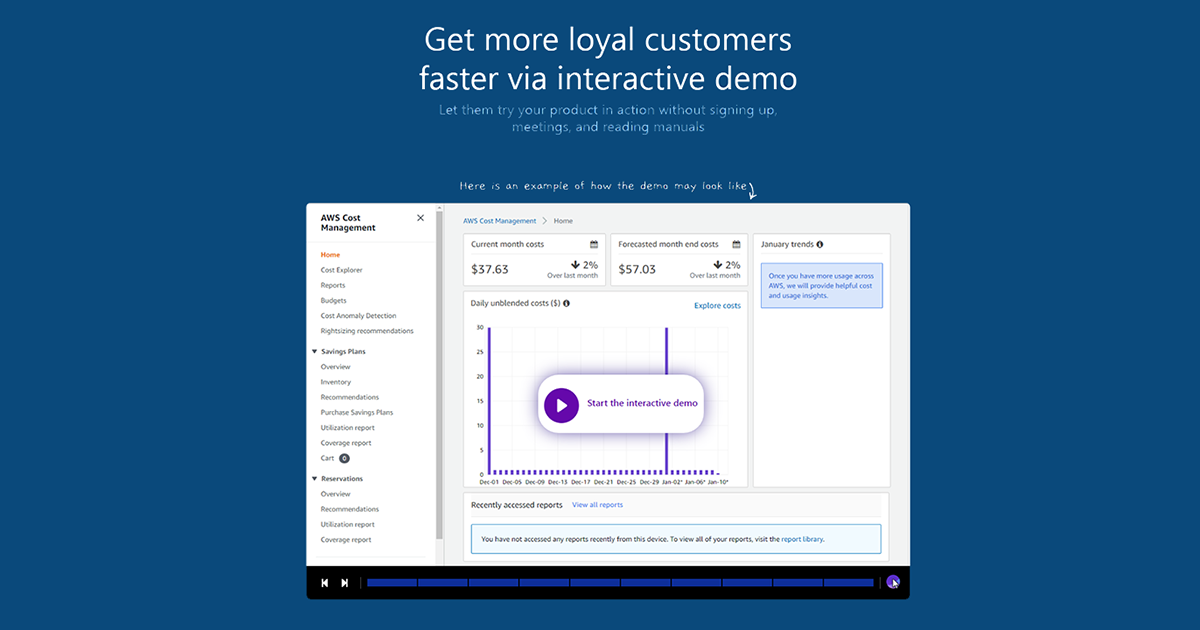 Get more loyal customers
faster via interactive demo
Let them try your product in action without signing up,
meetings, and reading manuals
Here is an example of how the demo may look like
AWS Cost
Management
Home
Cost Explorer
Reports
Budgets
Cost Anomaly Detection
Rightsizing recommendations
Savings Plans
Overview
Inventory
Recommendations
Purchase Savings Plans
Utilization report
Coverage report
Cart 0
Reservations
Overview
Recommendations
Utilization report
Coverage report
AWS Cost Management > Home
Current month costs
$37.63
2%
Over last month
Forecasted month end costs
$57.03
2%
Over last month
January trends
Once you have more usage across
AWS, we will provide helpful cost
and usage insights.
Daily unblended costs ($)
Explore costs
30
25
20
15
10
5
0
Dec-01 Dec-05 Dec-09 Dec-13 Dec-17 Dec-21 Dec-25 Dec-29 Jan-02* Jan-06* Jan-10*
Start the interactive demo
Recently accessed reports View all reports
You have not accessed any reports recently from this device. To view all of your reports, visit the report library.